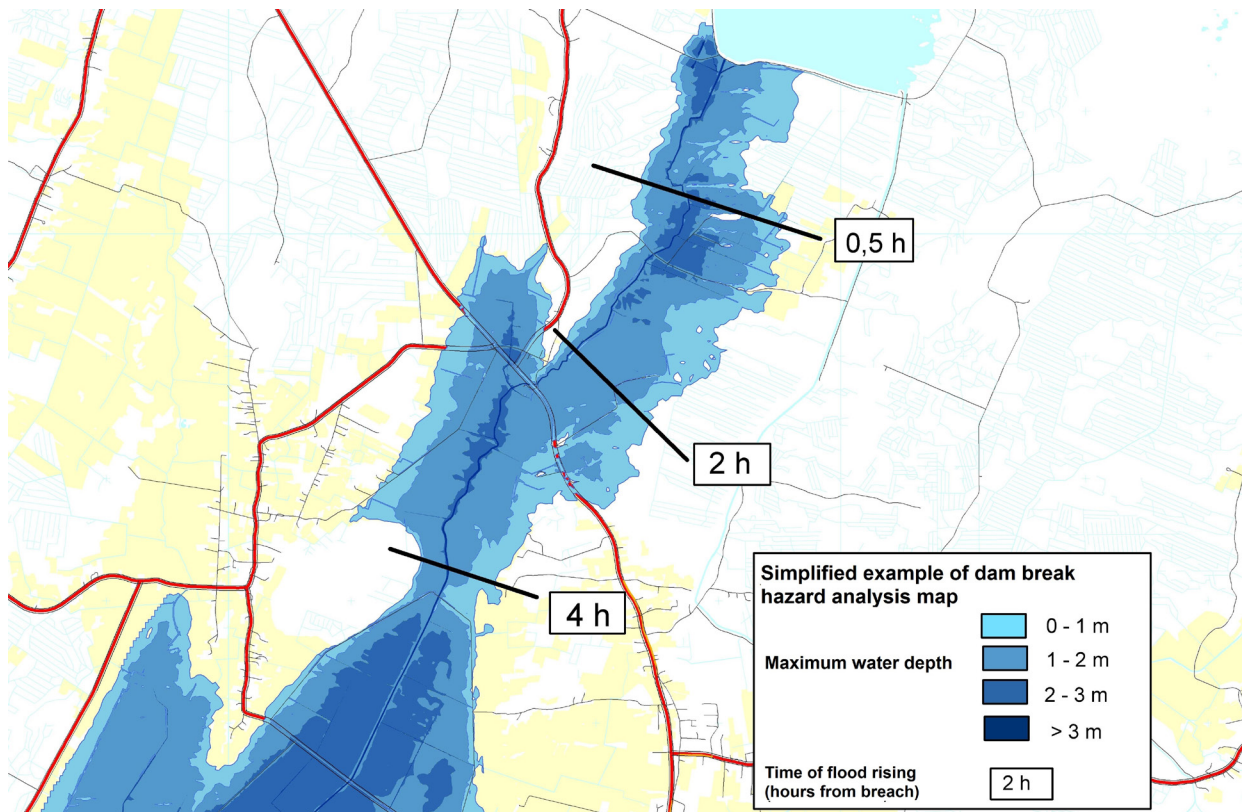 0,5 h
2 h
4 h
Simplified example of dam break
hazard analysis map
Maximum water depth
0 - 1 m
1 - 2 m
2 - 3 m
> 3 m
Time of flood rising
(hours from breach)
2 h